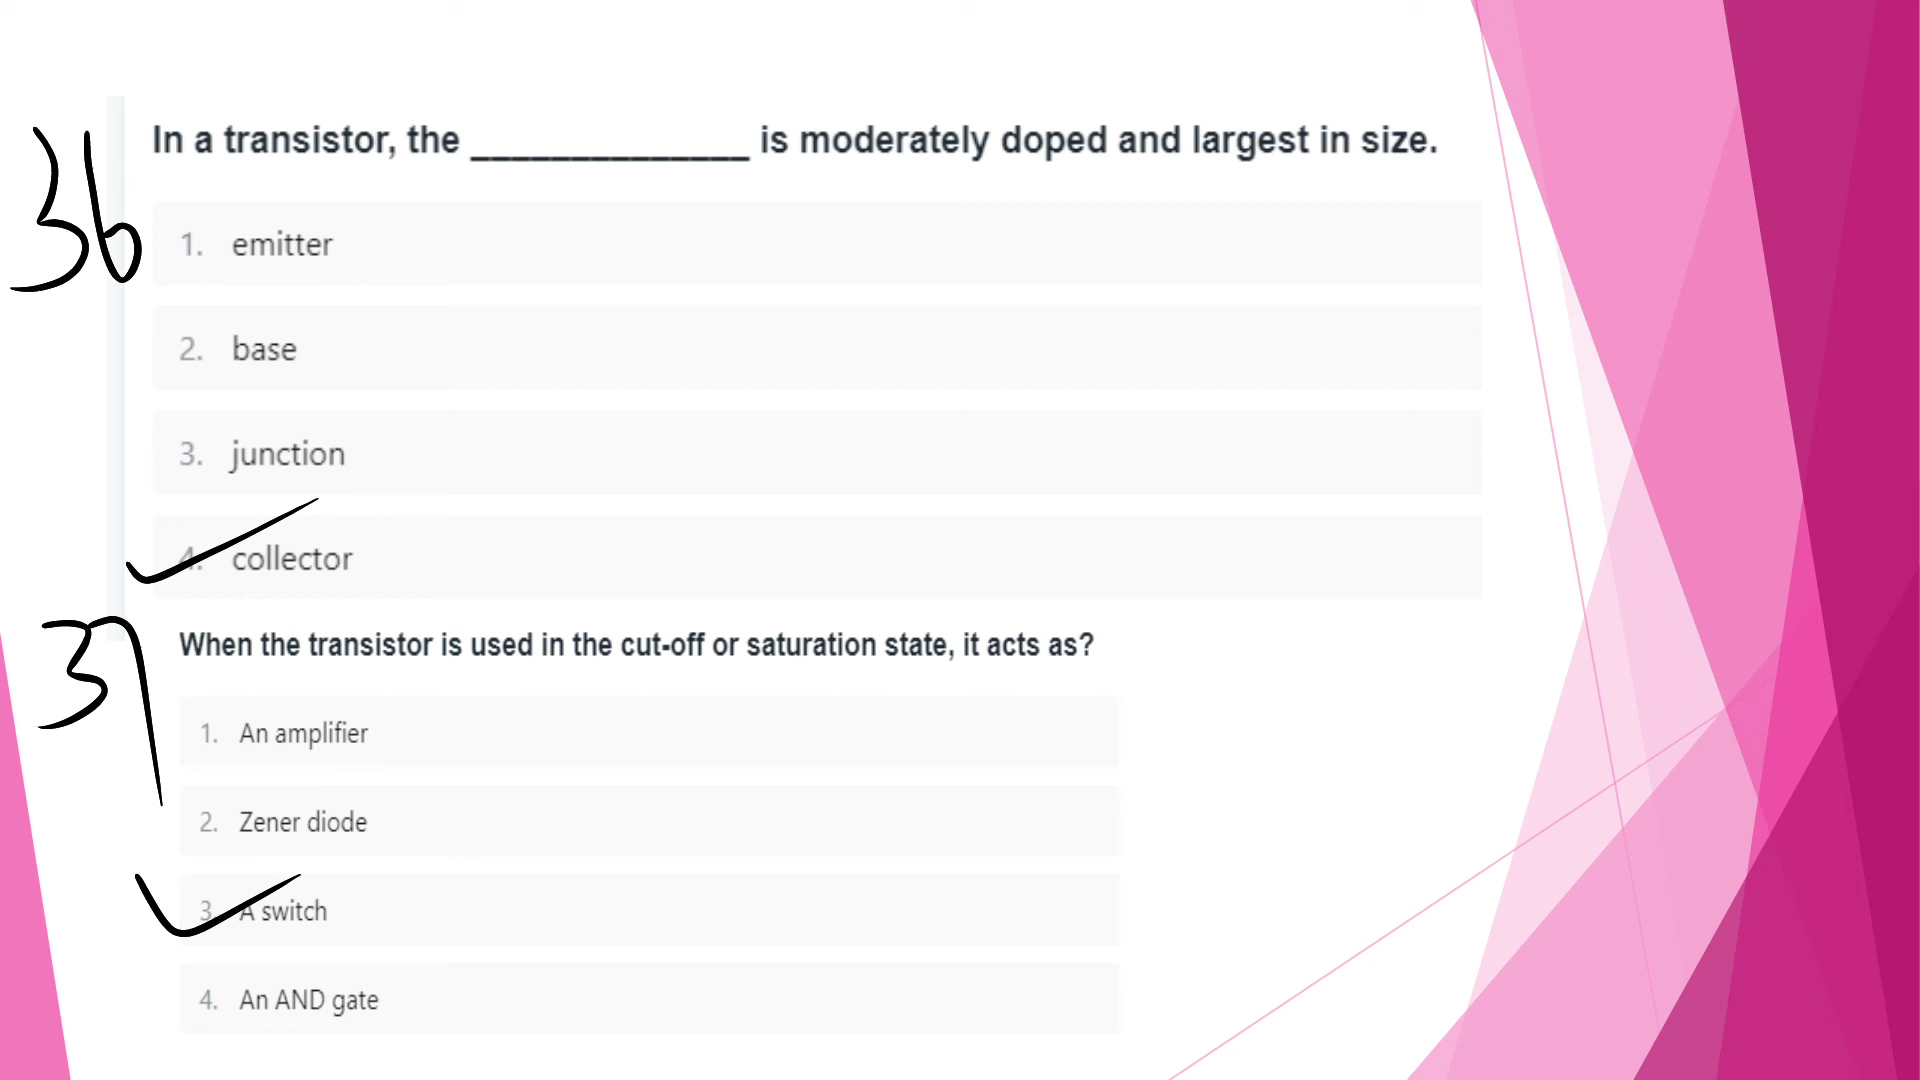 36
In a transistor, the ______________ is moderately doped and largest in size.
1. emitter
2. base
3. junction
4. collector
37
When the transistor is used in the cut-off or saturation state, it acts as?
1. An amplifier
2. Zener diode
3. A switch
4. An AND gate